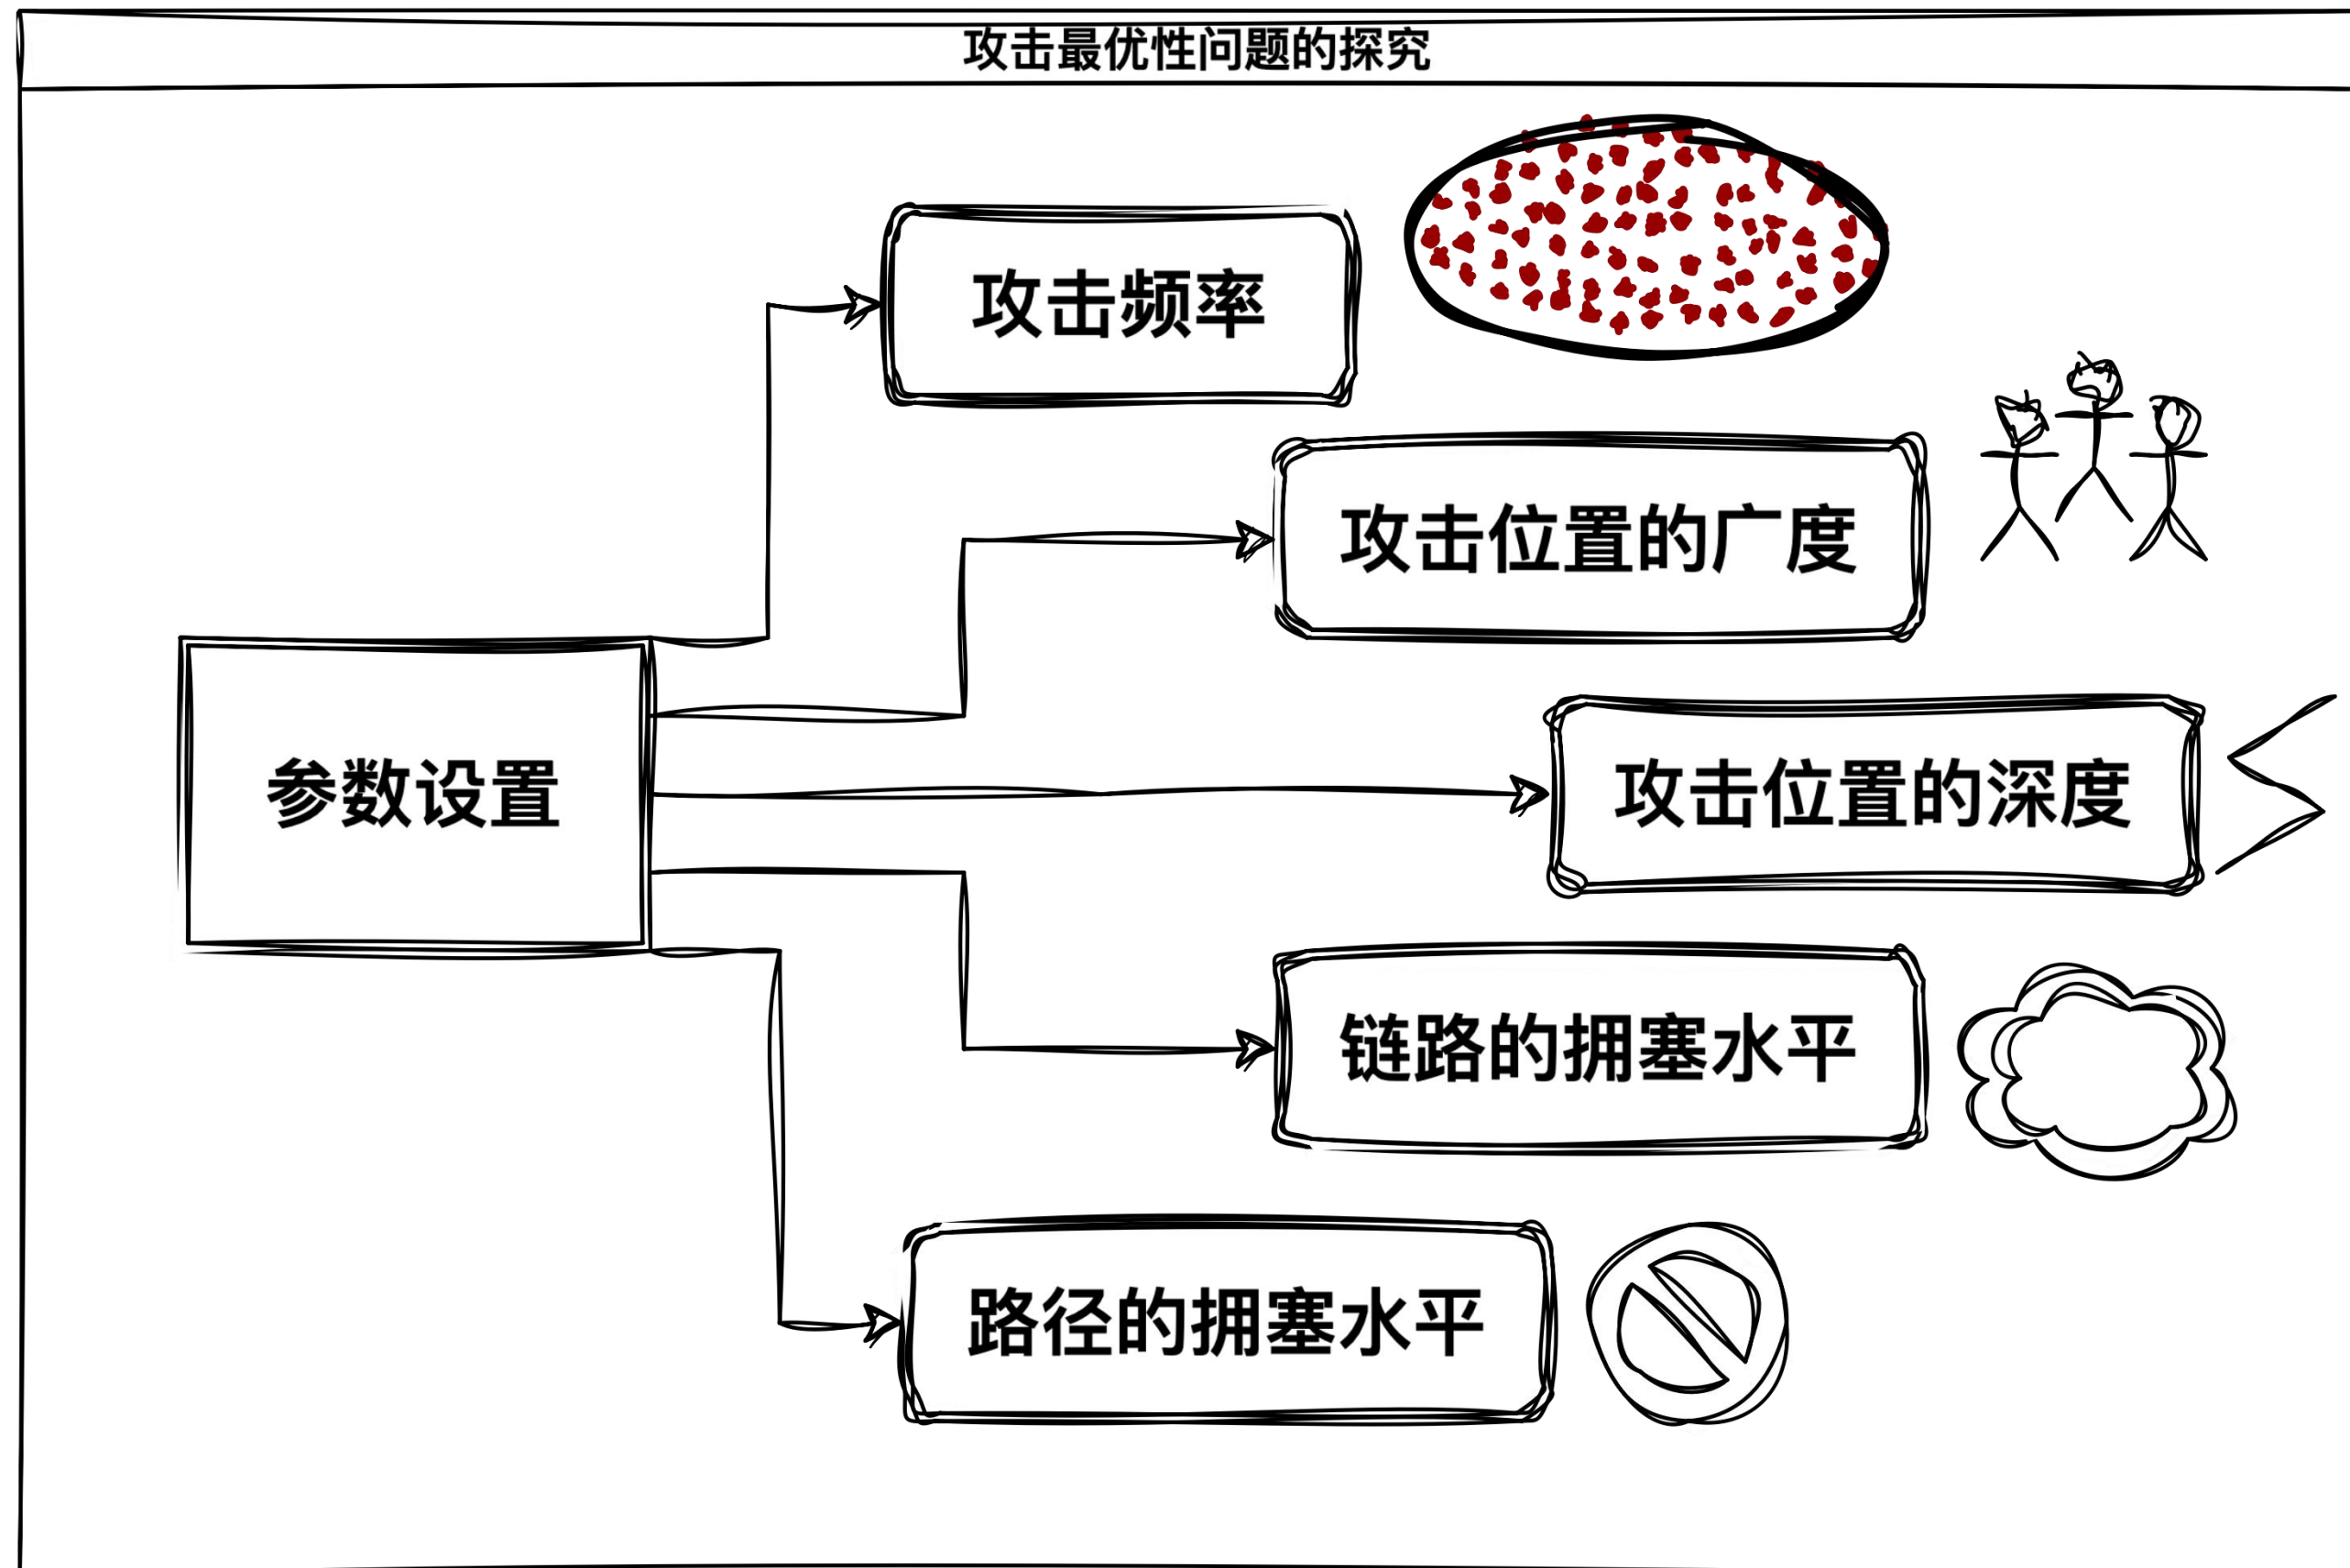 攻击最优性问题的探究
攻击频率
攻击位置的广度
参数设置
攻击位置的深度
链路的拥塞水平
路径的拥塞水平